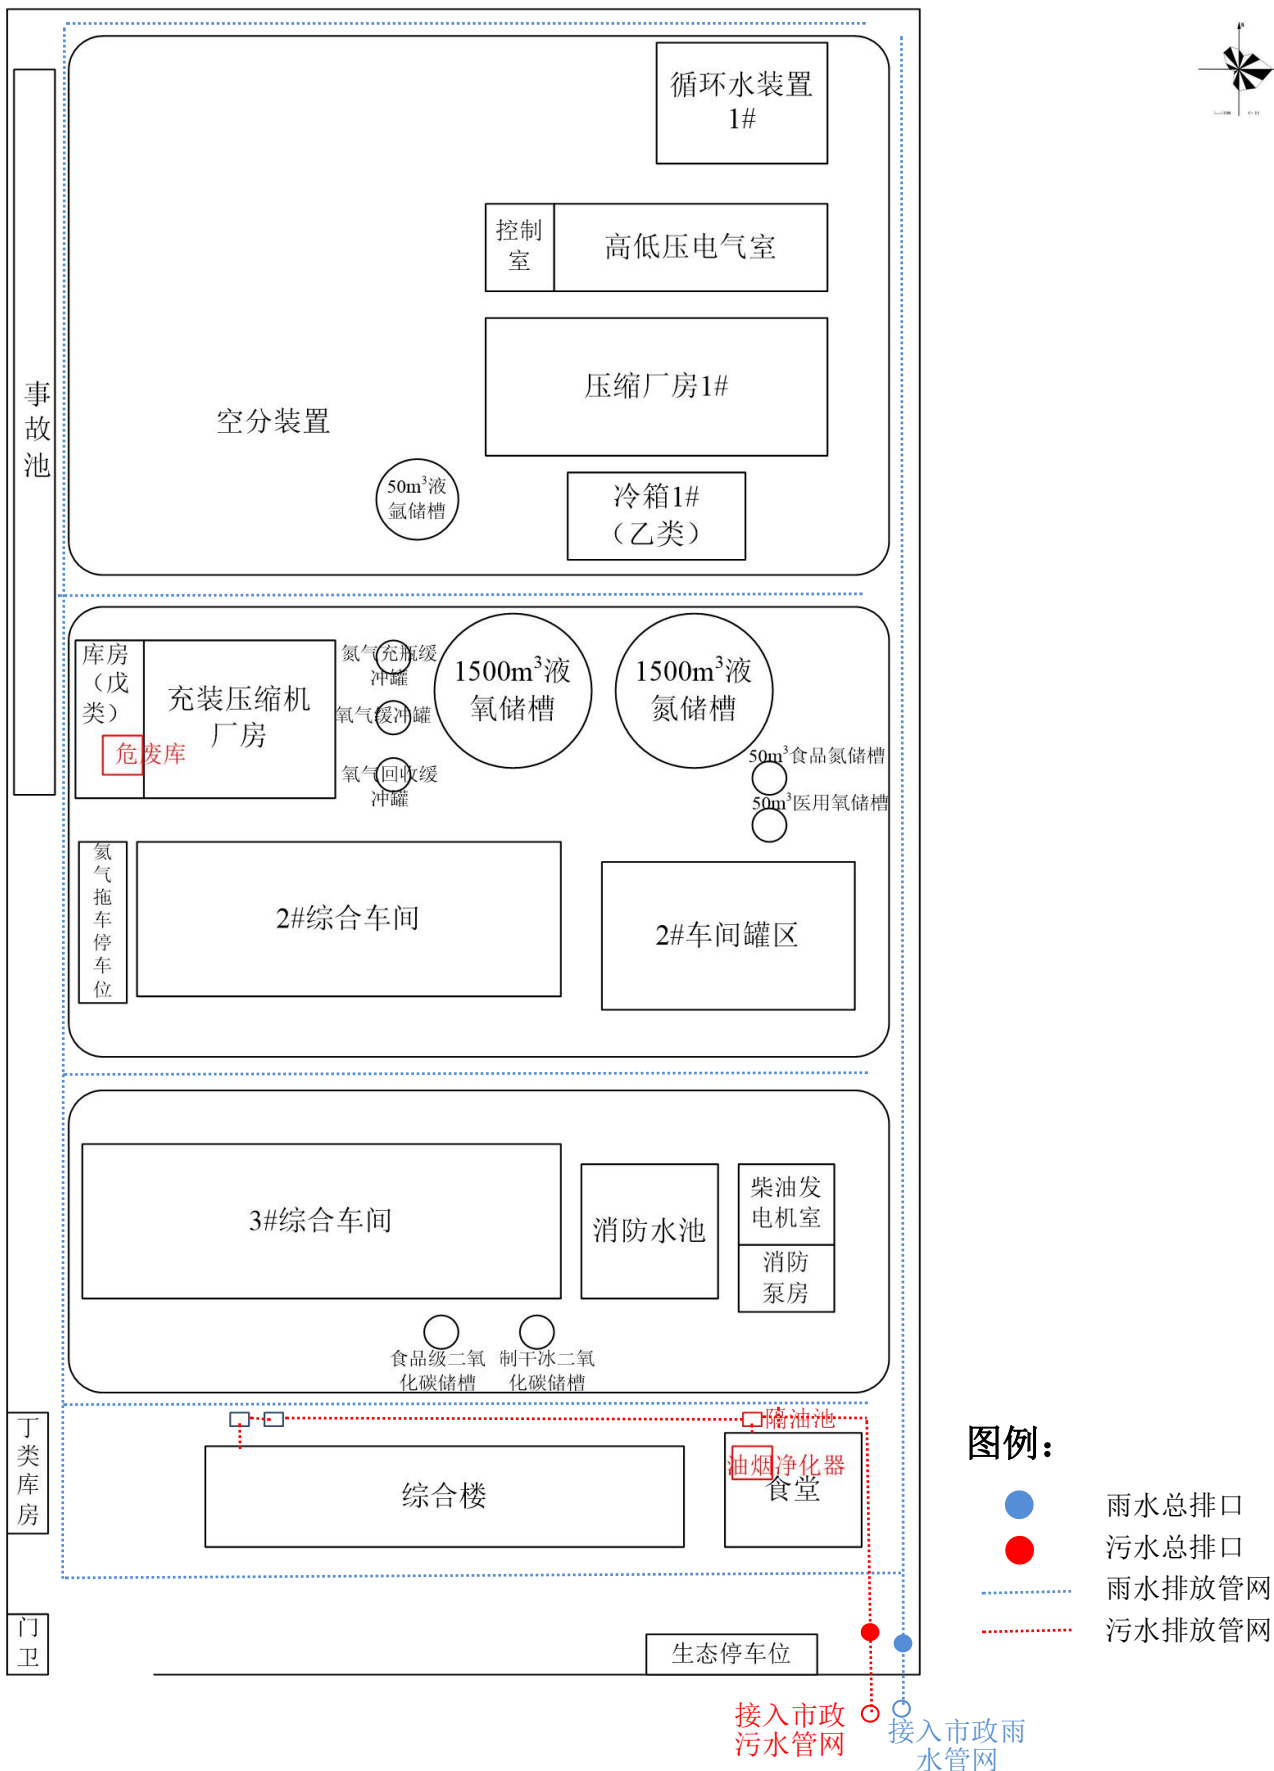 N
循环水装置
1#
控制
室
高低压电气室
压缩厂房1#
事
故
池
空分装置
50m³液
氩储槽
冷箱1#
（乙类）
库房
（戊
类）
危废库
充装压缩机
厂房
氮气充瓶缓
冲罐
氧气缓冲罐
氧气回收缓
冲罐
1500m³液
氧储槽
1500m³液
氮储槽
50m³食品氮储槽
50m³医用氧储槽
氦
气
拖
车
停
车
位
2#综合车间
2#车间罐区
3#综合车间
消防水池
柴油发
电机室
消防
泵房
食品级二氧
化碳储槽
制干冰二氧
化碳储槽
丁
类
库
房
隔油池
油烟净化器
食堂
综合楼
门
卫
生态停车位
接入市政
污水管网
接入市政雨
水管网
图例：
雨水总排口
污水总排口
雨水排放管网
污水排放管网